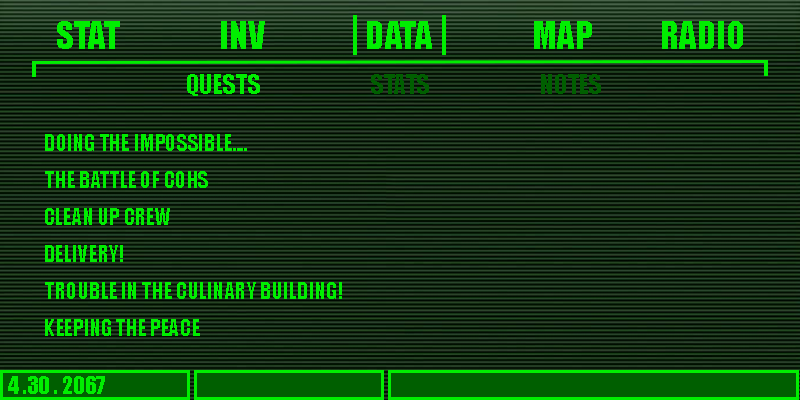 STAT INV DATA MAP RADIO
QUESTS STATS NOTES
DOING THE IMPOSSIBLE...
THE BATTLE OF COHS
CLEAN UP CREW
DELIVERY!
TROUBLE IN THE CULINARY BUILDING!
KEEPING THE PEACE
4.30.2067